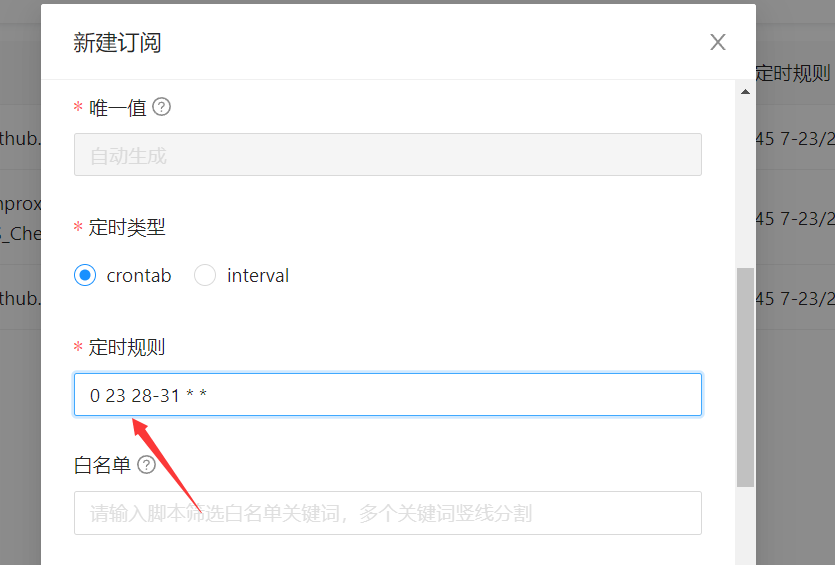 新建订阅
定时规则
* 唯一值
thub.
自动生成
45 7-23/2
nproxy
* 定时类型
45 7-23/2
_Che
crontab
interval
thub.
45 7-23/2
* 定时规则
0 23 28-31 * *
白名单
请输入脚本筛选白名单关键词，多个关键词竖线分割